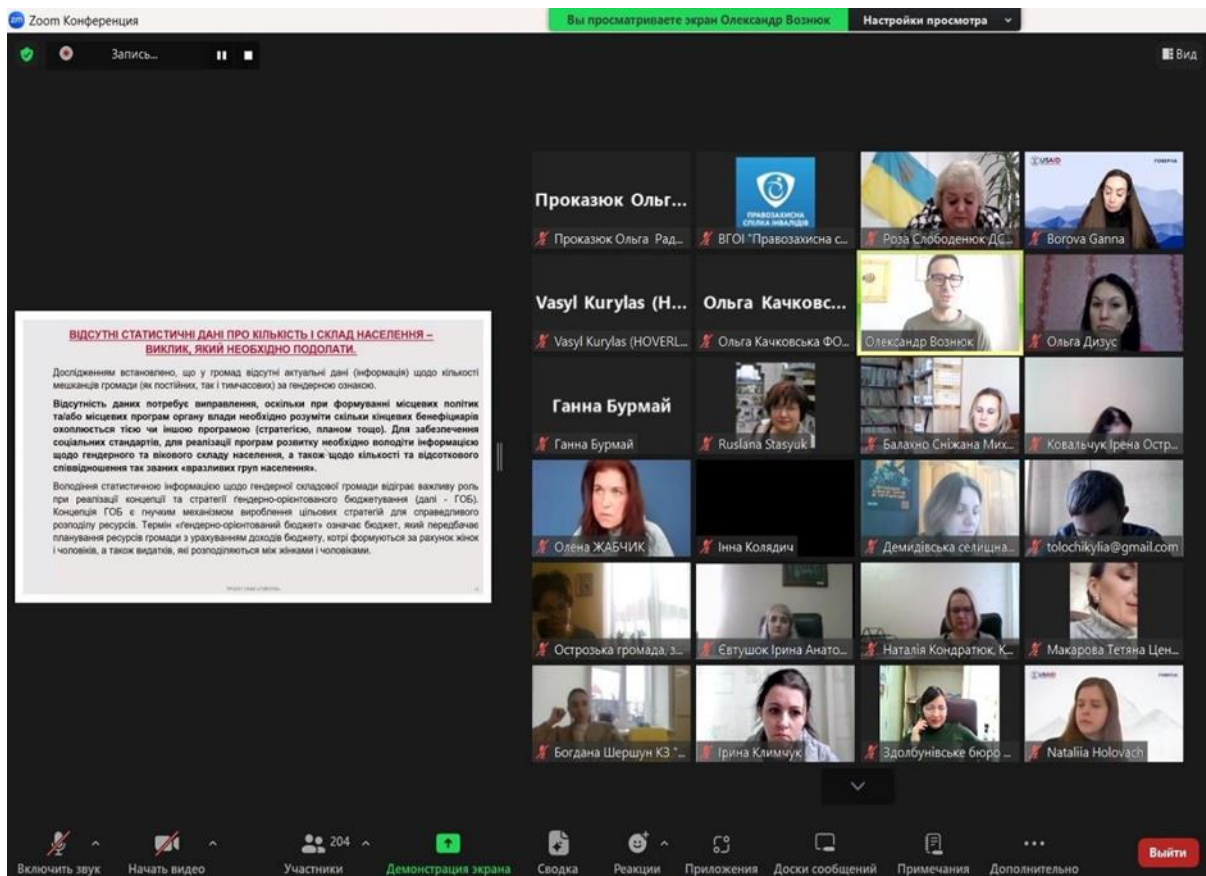 Zoom Конференция
Вы просматриваете экран Олександр Вознюк
Настройки просмотра
Запись...
Вид
ВІДСУТНІ СТАТИСТИЧНІ ДАНІ ПРО КІЛЬКІСТЬ І СКЛАД НАСЕЛЕННЯ –
ВИКЛИК, ЯКИЙ НЕОБХІДНО ПОДОЛАТИ.
Дослідженням встановлено, що у громад відсутні актуальні дані (інформація) щодо кількості
мешканців громади (як постійних, так і тимчасових) за гендерною ознакою.
Відсутність даних потребує виправлення, оскільки при формуванні місцевих політик
та/або місцевих програм органу влади необхідно розуміти скільки кінцевих бенефіціарів
охоплюється тією чи іншою програмою (стратегією, планом тощо). Для забезпечення
соціальних стандартів, для реалізації програм розвитку необхідно володіти інформацією
щодо гендерного та вікового складу населення, а також щодо кількості та відсоткового
співвідношення так званих «вразливих груп населення».
Володіння статистичною інформацією щодо гендерної складової громади відіграє важливу роль
при реалізації концепції та стратегії ґендерно-орієнтованого бюджетування (далі - ГОБ).
Концепція ГОБ є гнучким механізмом вироблення цільових стратегій для справедливого
розподілу ресурсів. Термін «ґендерно-орієнтований бюджет» означає бюджет, який передбачає
планування ресурсів громади з урахуванням доходів бюджету, котрі формуються за рахунок жінок
і чоловіків, а також видатків, які розподіляються між жінками і чоловіками.
Проказюк Ольг...
Проказюк Ольга Рад...
ПРАВОЗАХИСНА
СПІЛКА ІНВАЛІДІВ
ВГОІ "Правозахисна с...
Роза Слободенюк ДС...
USAID
ГОВЕРЛА
Borova Ganna
Vasyl Kurylas (H...
Vasyl Kurylas (HOVERL...
Ольга Качковс...
Ольга Качковська ФО...
Олександр Вознюк
Ольга Дизус
Ганна Бурмай
Ганна Бурмай
Ruslana Stasyuk
Балахно Сніжана Мих...
Ковальчук Ірена Остр...
Олена ЖАБЧИК
Інна Колядич
Демидівська селищна...
tolochikylia@gmail.com
Острозька громада, з...
Євтушок Ірина Анато...
Наталія Кондратюк, К...
Макарова Тетяна Цен...
Богдана Шершун КЗ "...
Ірина Климчук
Здолбунівське бюро ...
USAID
ГОВЕРЛА
Nataliia Holovach
Включить звук
Начать видео
204
Участники
Демонстрация экрана
Сводка
Реакции
Приложения
Доски сообщений
Примечания
Дополнительно
Выйти